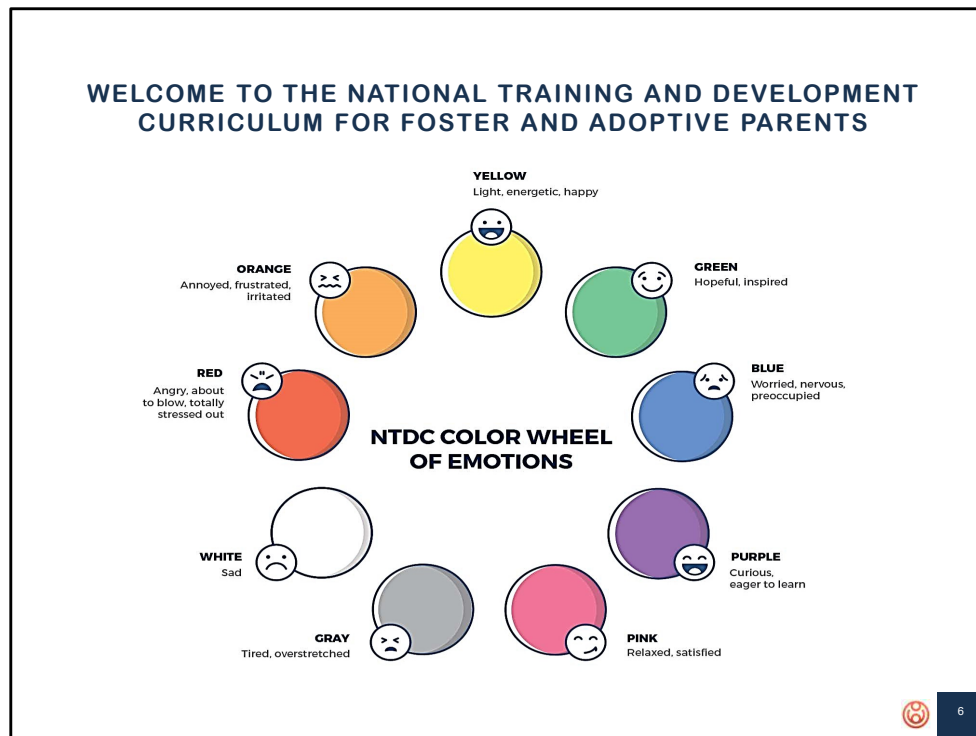 WELCOME TO THE NATIONAL TRAINING AND DEVELOPMENT
CURRICULUM FOR FOSTER AND ADOPTIVE PARENTS
YELLOW
Light, energetic, happy
ORANGE
Annoyed, frustrated,
irritated
GREEN
Hopeful, inspired
RED
Angry, about
to blow, totally
stressed out
BLUE
Worried, nervous,
preoccupied
NTDC COLOR WHEEL
OF EMOTIONS
WHITE
Sad
PURPLE
Curious,
eager to learn
GRAY
Tired, overstretched
PINK
Relaxed, satisfied
6